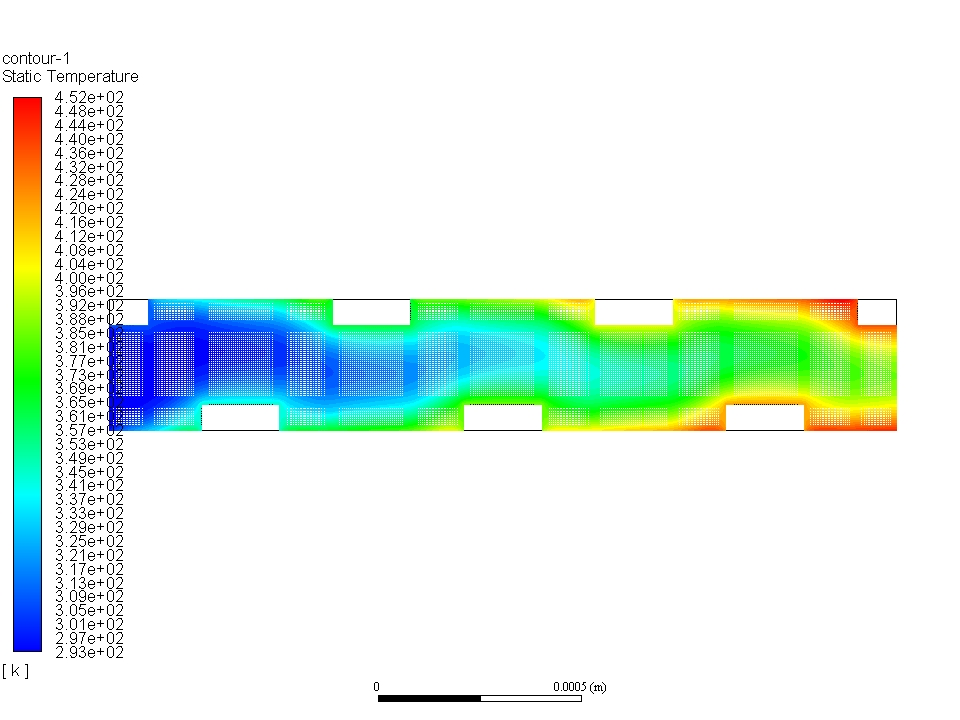 contour-1
Static Temperature
4.52e+02
4.48e+02
4.44e+02
4.40e+02
4.36e+02
4.32e+02
4.28e+02
4.24e+02
4.20e+02
4.16e+02
4.12e+02
4.08e+02
4.04e+02
4.00e+02
3.96e+02
3.92e+02
3.88e+02
3.85e+02
3.81e+02
3.77e+02
3.73e+02
3.69e+02
3.65e+02
3.61e+02
3.57e+02
3.53e+02
3.49e+02
3.45e+02
3.41e+02
3.37e+02
3.33e+02
3.29e+02
3.25e+02
3.21e+02
3.17e+02
3.13e+02
3.09e+02
3.05e+02
3.01e+02
2.97e+02
2.93e+02
[ k ]
0 0.0005 (m)